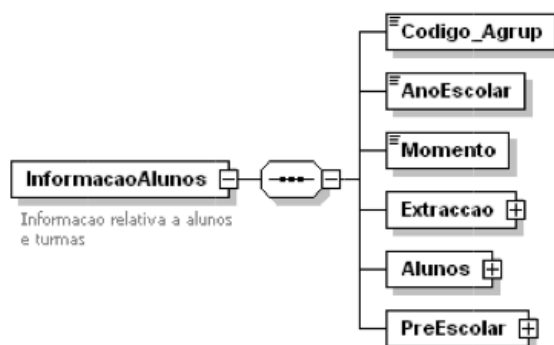 Codigo_Agrup
AnoEscolar
Momento
InformacaoAlunos
Informacao relativa a alunos
e turmas
Extraccao
Alunos
PreEscolar